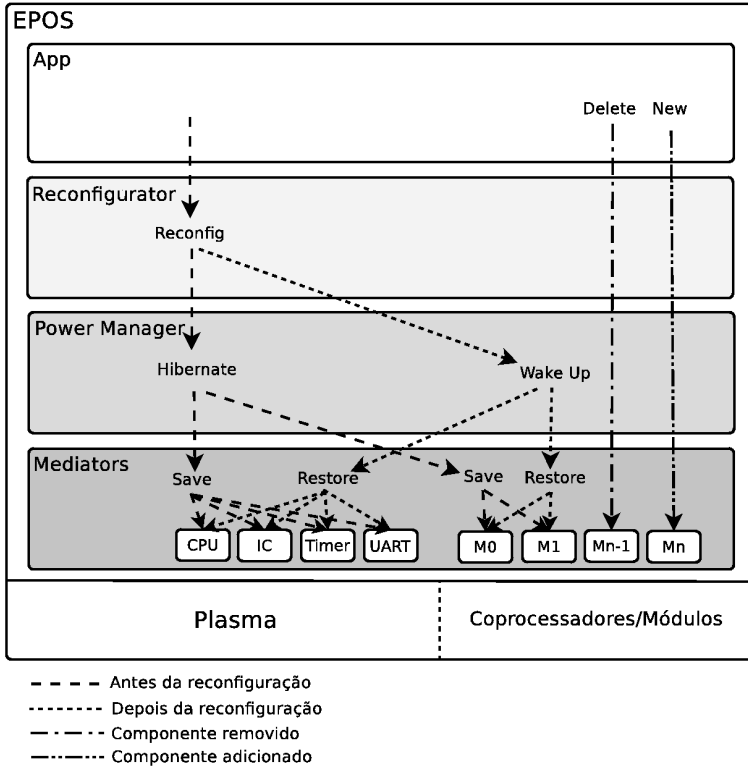 EPOS
App
Delete New
Reconfigurator
Reconfig
Power Manager
Hibernate
Wake Up
Mediators
Save Restore Save Restore
CPU IC Timer UART M0 M1 Mn-1 Mn
Plasma Coprocessadores/Módulos
Antes da reconfiguração
Depois da reconfiguração
Componente removido
Componente adicionado